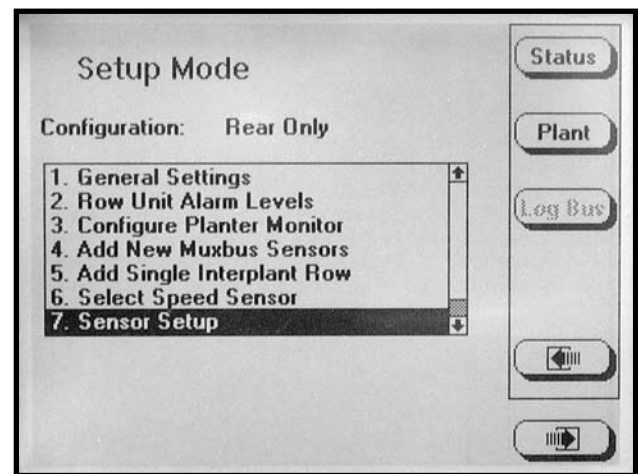 Setup Mode
Configuration: Rear Only
1. General Settings
2. Row Unit Alarm Levels
3. Configure Planter Monitor
4. Add New Muxbus Sensors
5. Add Single Interplant Row
6. Select Speed Sensor
7. Sensor Setup
Status
Plant
Log Bus